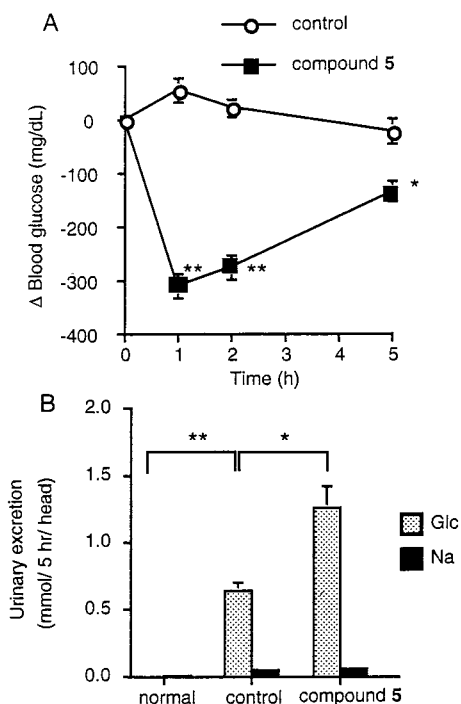 A
control
compound 5
Δ Blood glucose (mg/dL)
100
0
-100
-200
-300
-400
**
**
*
0 1 2 3 4 5
Time (h)
B
Urinary excretion
(mmol/ 5 hr/ head)
2.0
1.5
1.0
0.5
0.0
**
*
Glc
Na
normal control compound 5